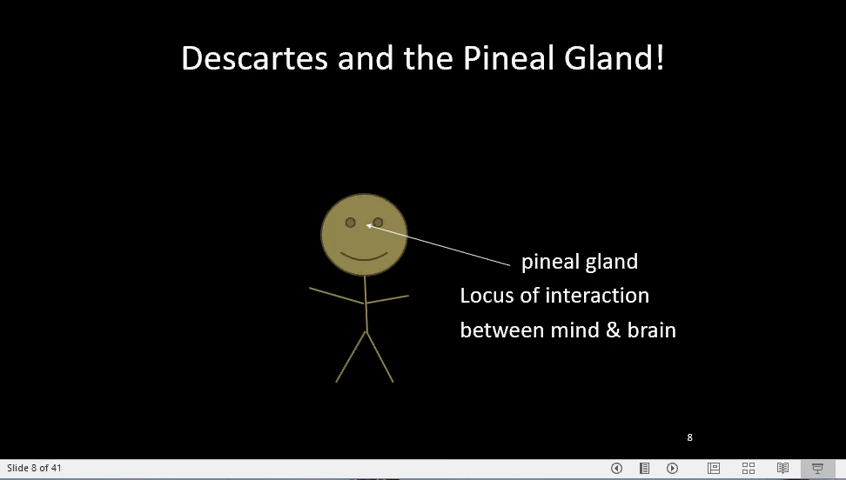 Descartes and the Pineal Gland!
pineal gland
Locus of interaction
between mind & brain
8
Slide 8 of 41